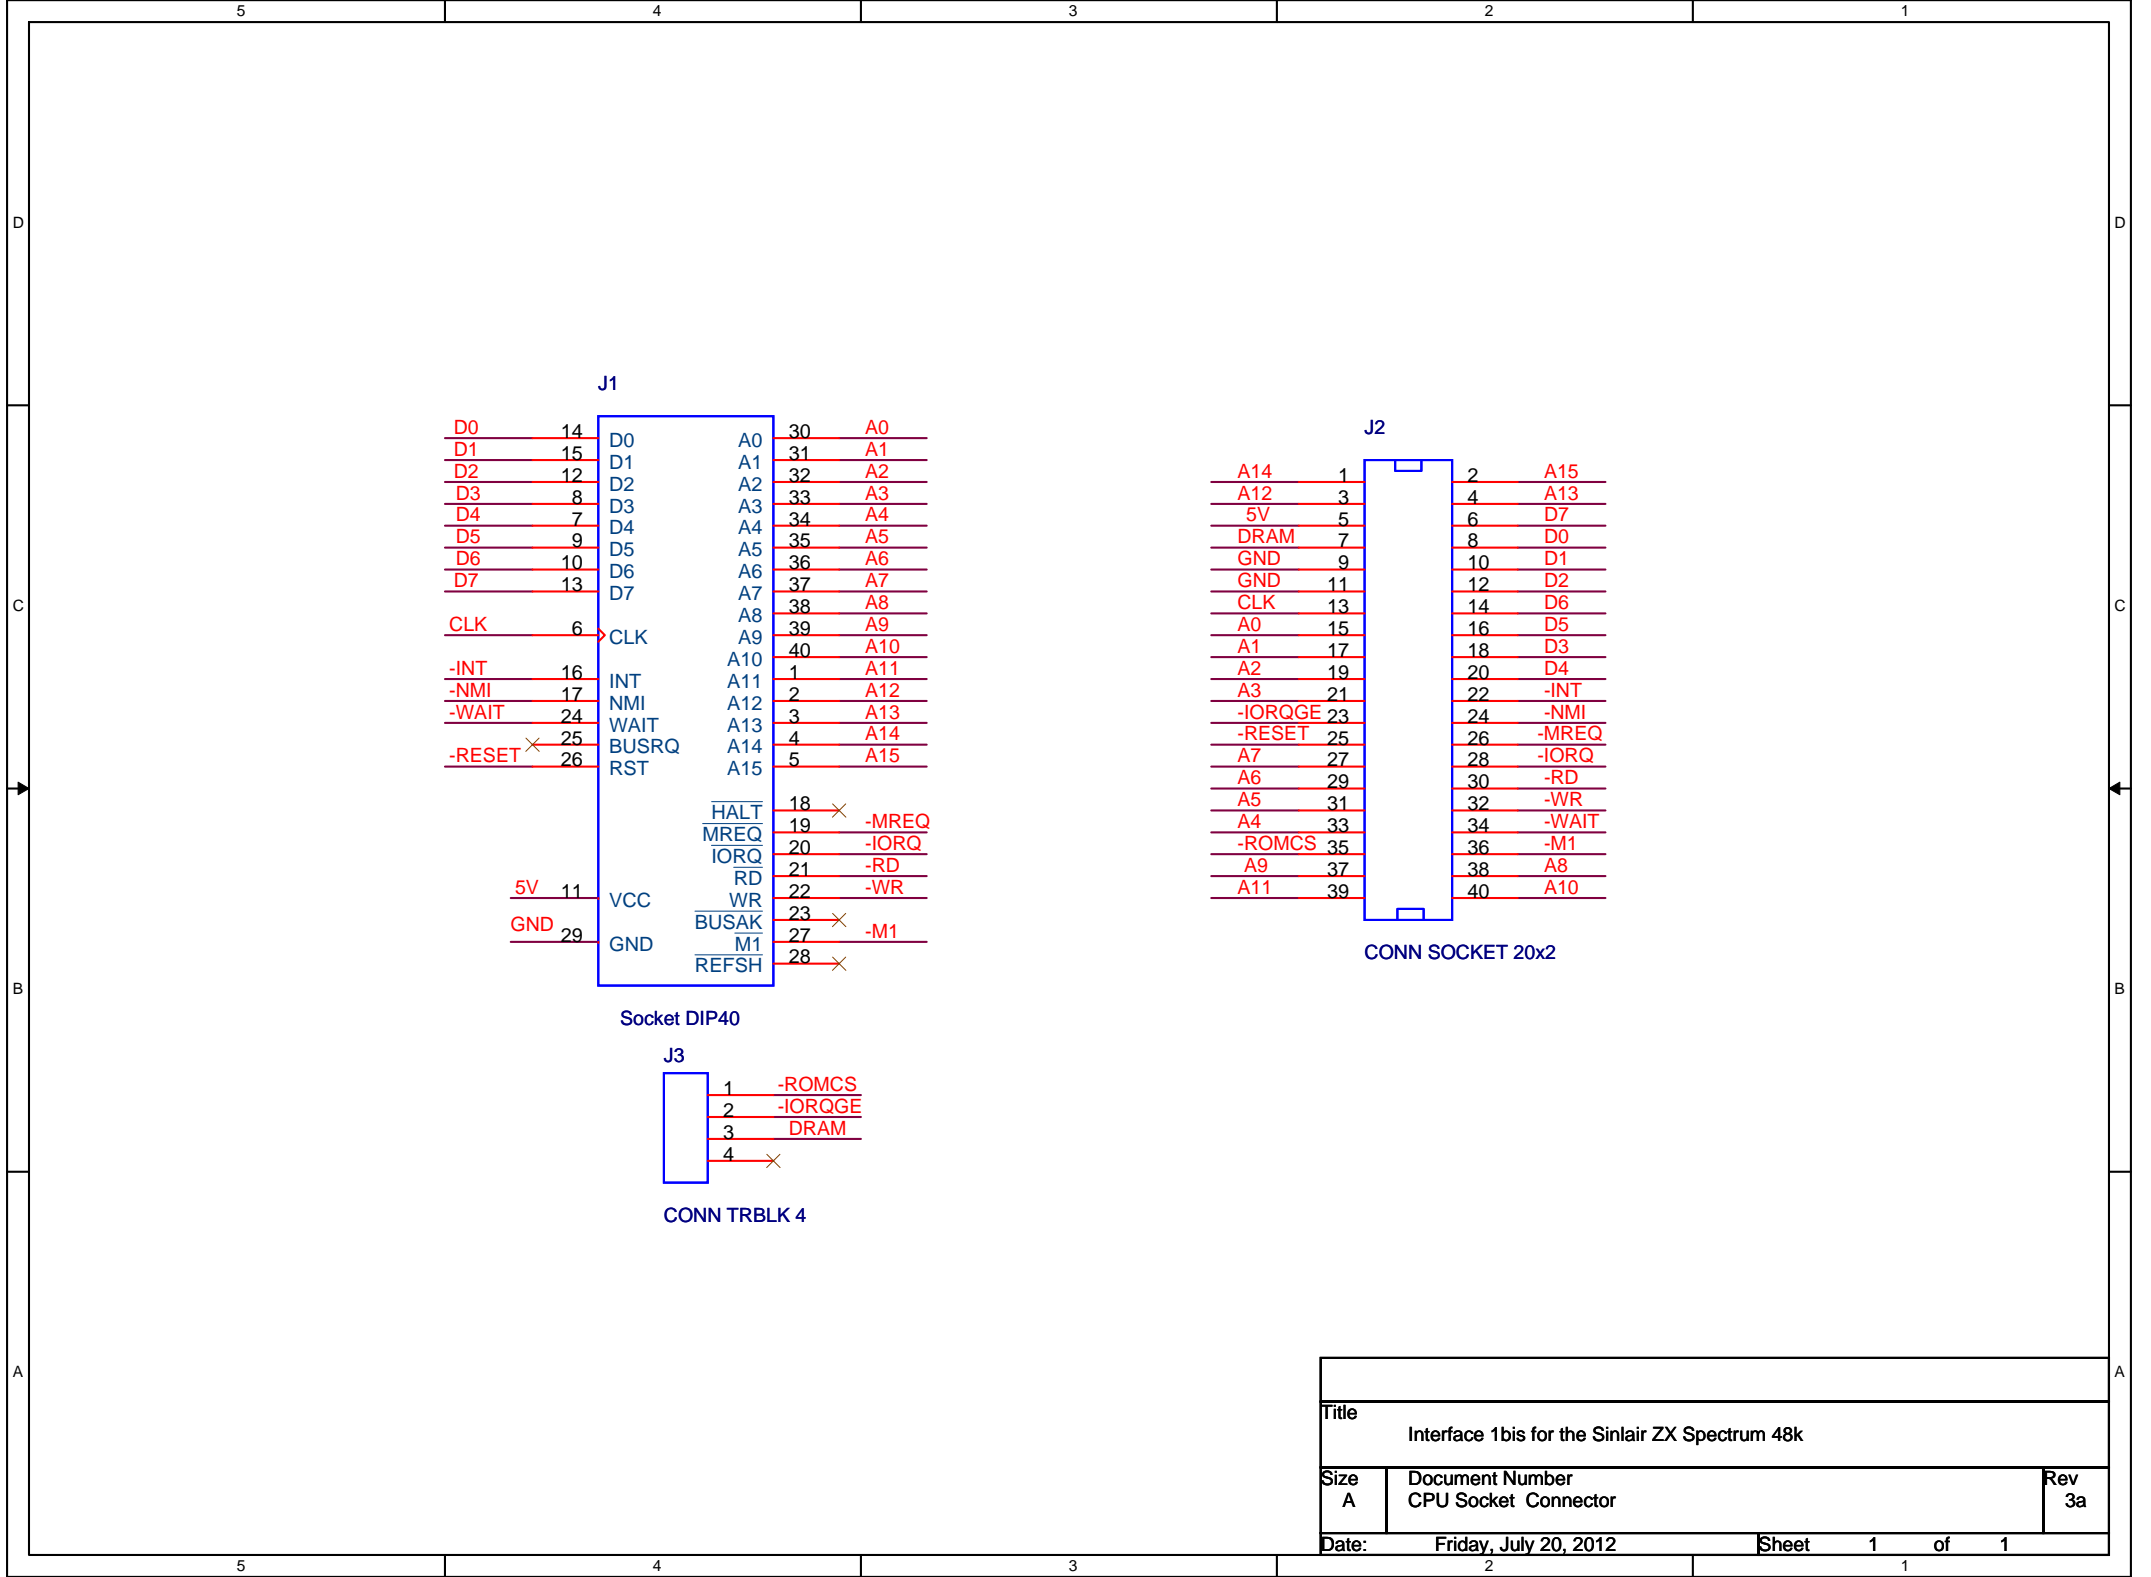 5 4 3 2 1
D D
C C
B B
A A
J1
D0 14 D0 A0 30 A0
D1 15 D1 A1 31 A1
D2 12 D2 A2 32 A2
D3 8 D3 A3 33 A3
D4 7 D4 A4 34 A4
D5 9 D5 A5 35 A5
D6 10 D6 A6 36 A6
D7 13 D7 A7 37 A7
A8 38 A8
CLK 6 CLK A9 39 A9
A10 40 A10
-INT 16 INT A11 1 A11
-NMI 17 NMI A12 2 A12
-WAIT 24 WAIT A13 3 A13
25 BUSRQ A14 4 A14
-RESET 26 RST A15 5 A15
HALT 18
MREQ 19 -MREQ
IORQ 20 -IORQ
RD 21 -RD
5V 11 VCC WR 22 -WR
BUSAK 23
GND 29 GND M1 27 -M1
REFSH 28
Socket DIP40
J3
1 -ROMCS
2 -IORQGE
3 DRAM
4
CONN TRBLK 4
J2
A14 1 2 A15
A12 3 4 A13
5V 5 6 D7
DRAM 7 8 D0
GND 9 10 D1
GND 11 12 D2
CLK 13 14 D6
A0 15 16 D5
A1 17 18 D3
A2 19 20 D4
A3 21 22 -INT
-IORQGE 23 24 -NMI
-RESET 25 26 -MREQ
A7 27 28 -IORQ
A6 29 30 -RD
A5 31 32 -WR
A4 33 34 -WAIT
-ROMCS 35 36 -M1
A9 37 38 A8
A11 39 40 A10
CONN SOCKET 20x2
Title
Interface 1bis for the Sinlair ZX Spectrum 48k
Size Document Number Rev
A CPU Socket Connector 3a
Date: Friday, July 20, 2012 Sheet 1 of 1
5 4 3 2 1